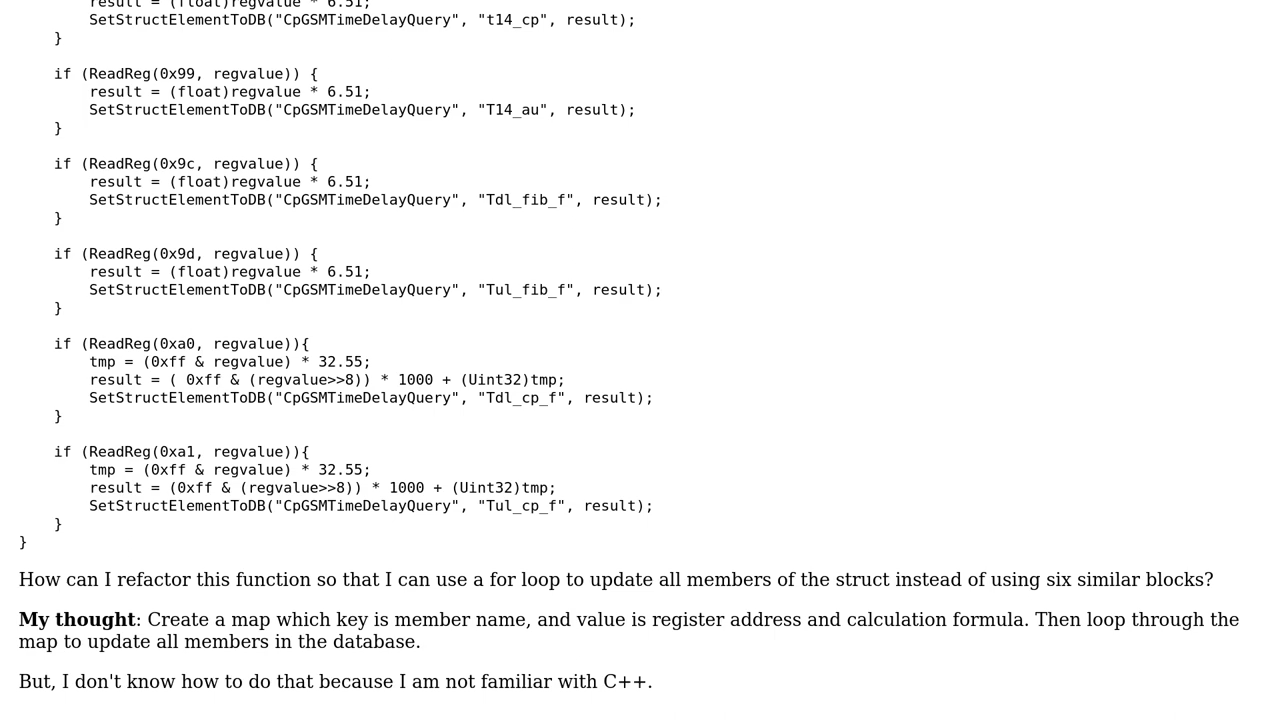 result = (float)regvalue * 6.51;
SetStructElementToDB("CpGSMTimeDelayQuery", "t14_cp", result);
}
if (ReadReg(0x99, regvalue)) {
result = (float)regvalue * 6.51;
SetStructElementToDB("CpGSMTimeDelayQuery", "T14_au", result);
}
if (ReadReg(0x9c, regvalue)) {
result = (float)regvalue * 6.51;
SetStructElementToDB("CpGSMTimeDelayQuery", "Tdl_fib_f", result);
}
if (ReadReg(0x9d, regvalue)) {
result = (float)regvalue * 6.51;
SetStructElementToDB("CpGSMTimeDelayQuery", "Tul_fib_f", result);
}
if (ReadReg(0xa0, regvalue)){
tmp = (0xff & regvalue) * 32.55;
result = ( 0xff & (regvalue>>8)) * 1000 + (Uint32)tmp;
SetStructElementToDB("CpGSMTimeDelayQuery", "Tdl_cp_f", result);
}
if (ReadReg(0xa1, regvalue)){
tmp = (0xff & regvalue) * 32.55;
result = (0xff & (regvalue>>8)) * 1000 + (Uint32)tmp;
SetStructElementToDB("CpGSMTimeDelayQuery", "Tul_cp_f", result);
}
}
How can I refactor this function so that I can use a for loop to update all members of the struct instead of using six similar blocks?
My thought: Create a map which key is member name, and value is register address and calculation formula. Then loop through the
map to update all members in the database.
But, I don't know how to do that because I am not familiar with C++.